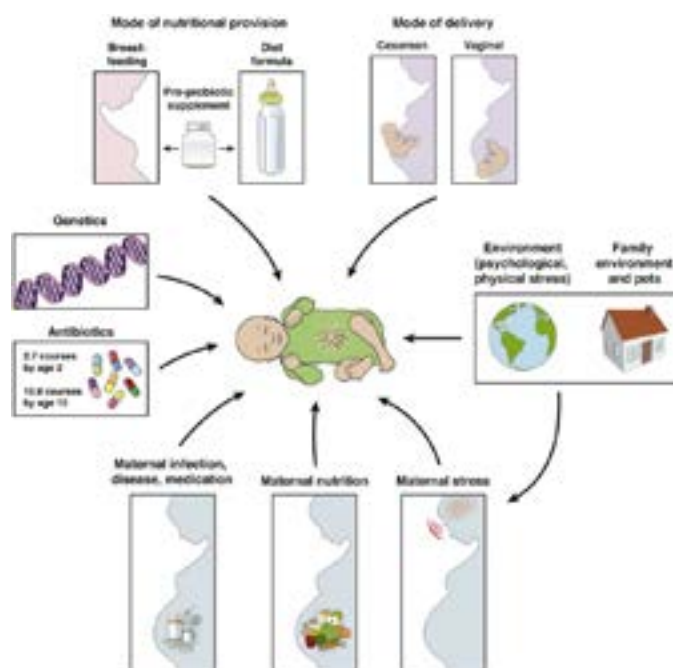 Mode of nutritional provision
Breast-
feeding
Pre-probiotic
supplement
Diet
formula
Mode of delivery
Cesarean
Vaginal
Genetics
Antibiotics
2.7 courses
by age 2
10.9 courses
by age 10
Environment
(psychological,
physical stress)
Family
environment
and pets
Maternal infection,
disease, medication
Maternal nutrition
Maternal stress